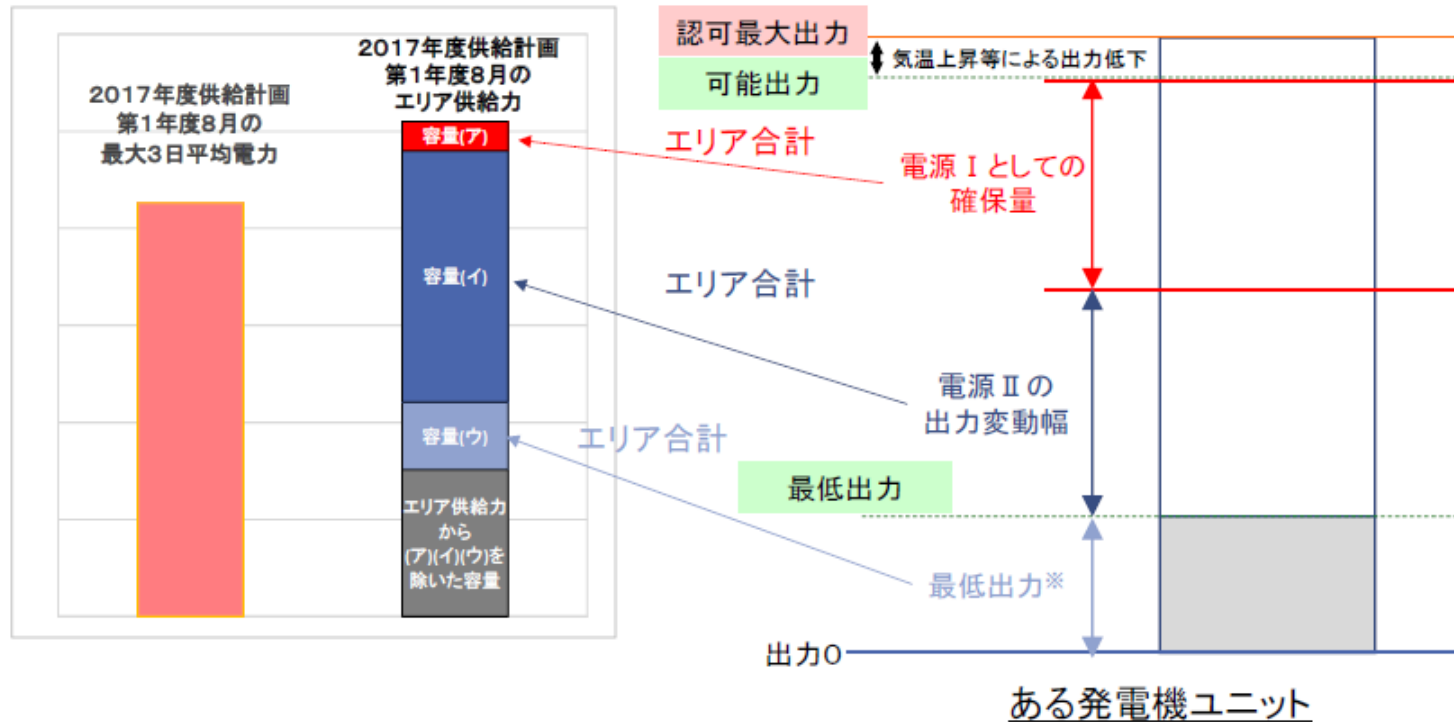 2017年度供給計画
第1年度8月の
最大3日平均電力
2017年度供給計画
第1年度8月の
エリア供給力
容量(ア)
容量(イ)
容量(ウ)
エリア供給力
から
(ア)(イ)(ウ)を
除いた容量
エリア合計
エリア合計
エリア合計
認可最大出力
可能出力
気温上昇等による出力低下
電源Ⅰとしての
確保量
電源Ⅱの
出力変動幅
最低出力
最低出力※
出力0
ある発電機ユニット